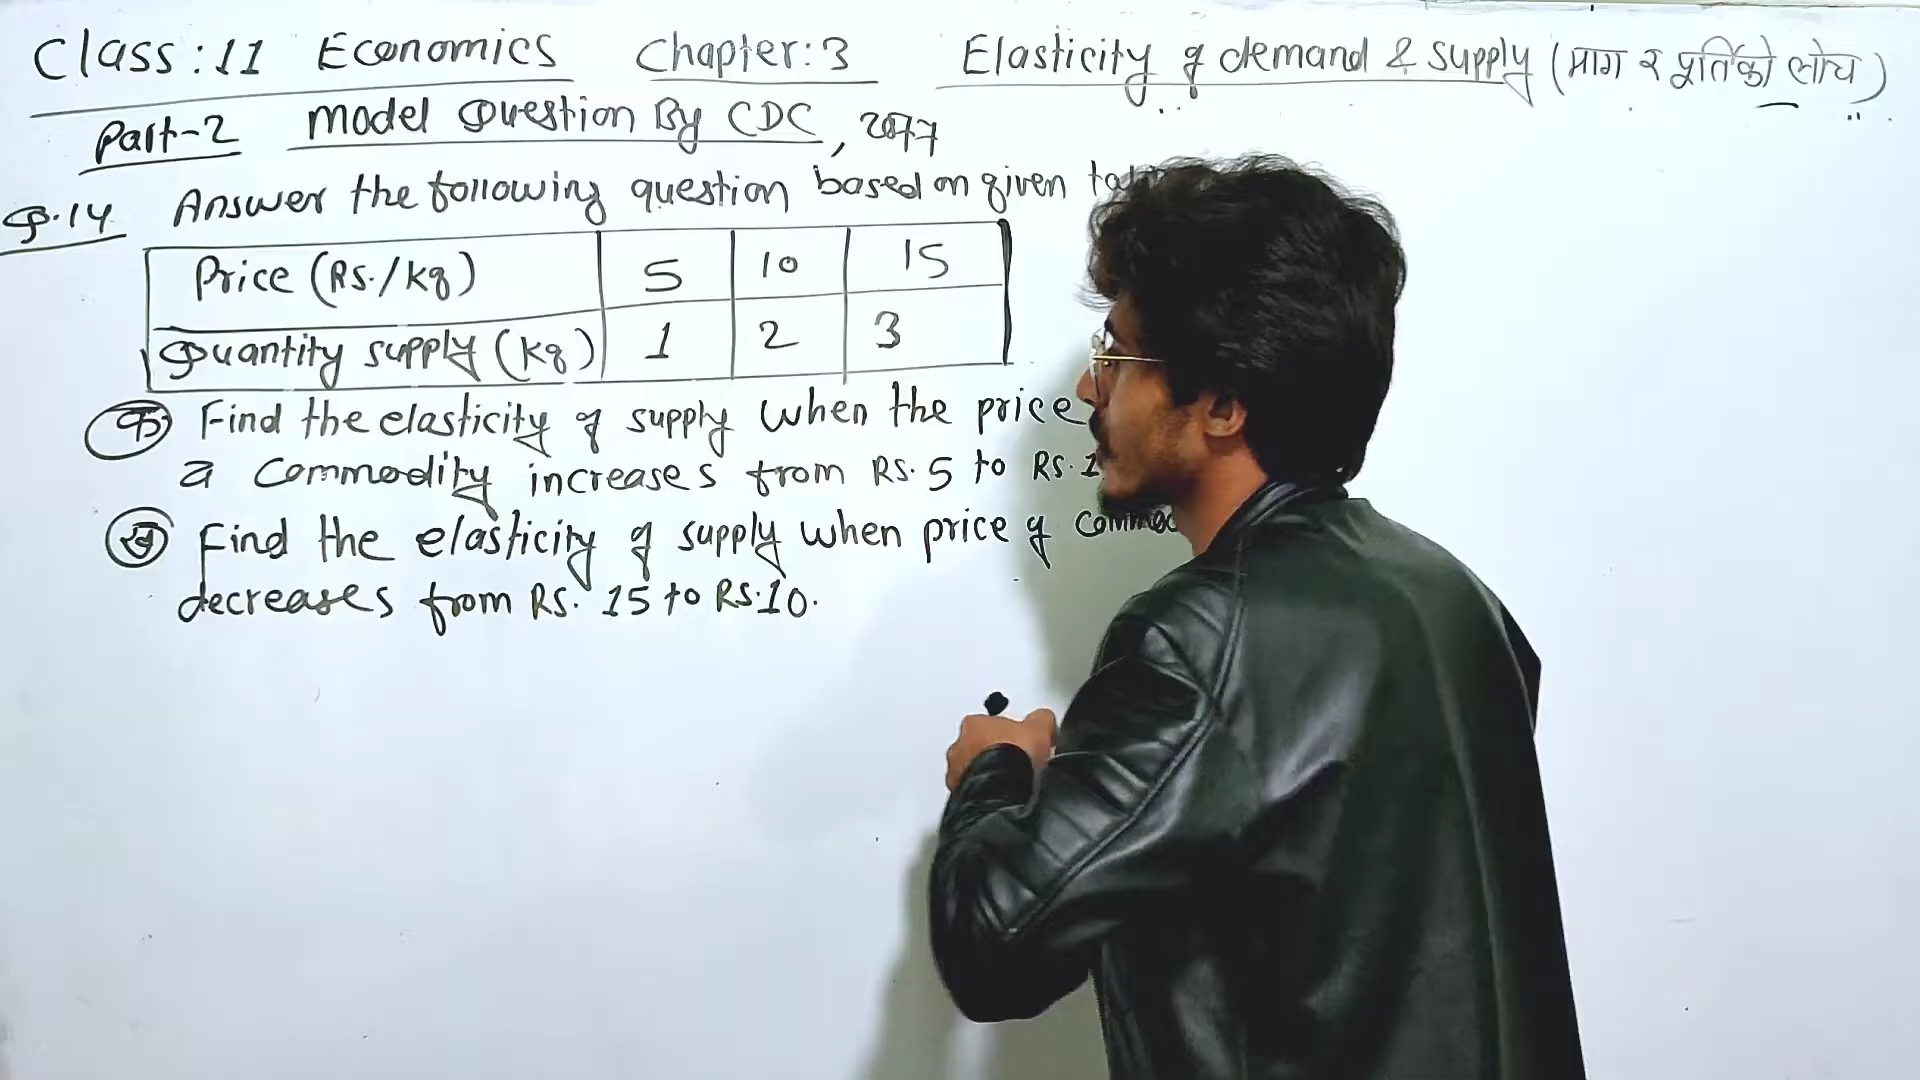 Class:11 Economics Chapter:3 Elasticity of demand & supply (माग र पूर्तिको लोच)
Part-2 Model Question By CDC, 2077
Q.14 Answer the following question based on given
Price (Rs./kg) 5 10 15
Quantity supply (kg) 1 2 3
क Find the elasticity of supply when the price
a commodity increases from Rs. 5 to Rs. 1
ख Find the elasticity of supply when price of
decreases from Rs. 15 to Rs.10.